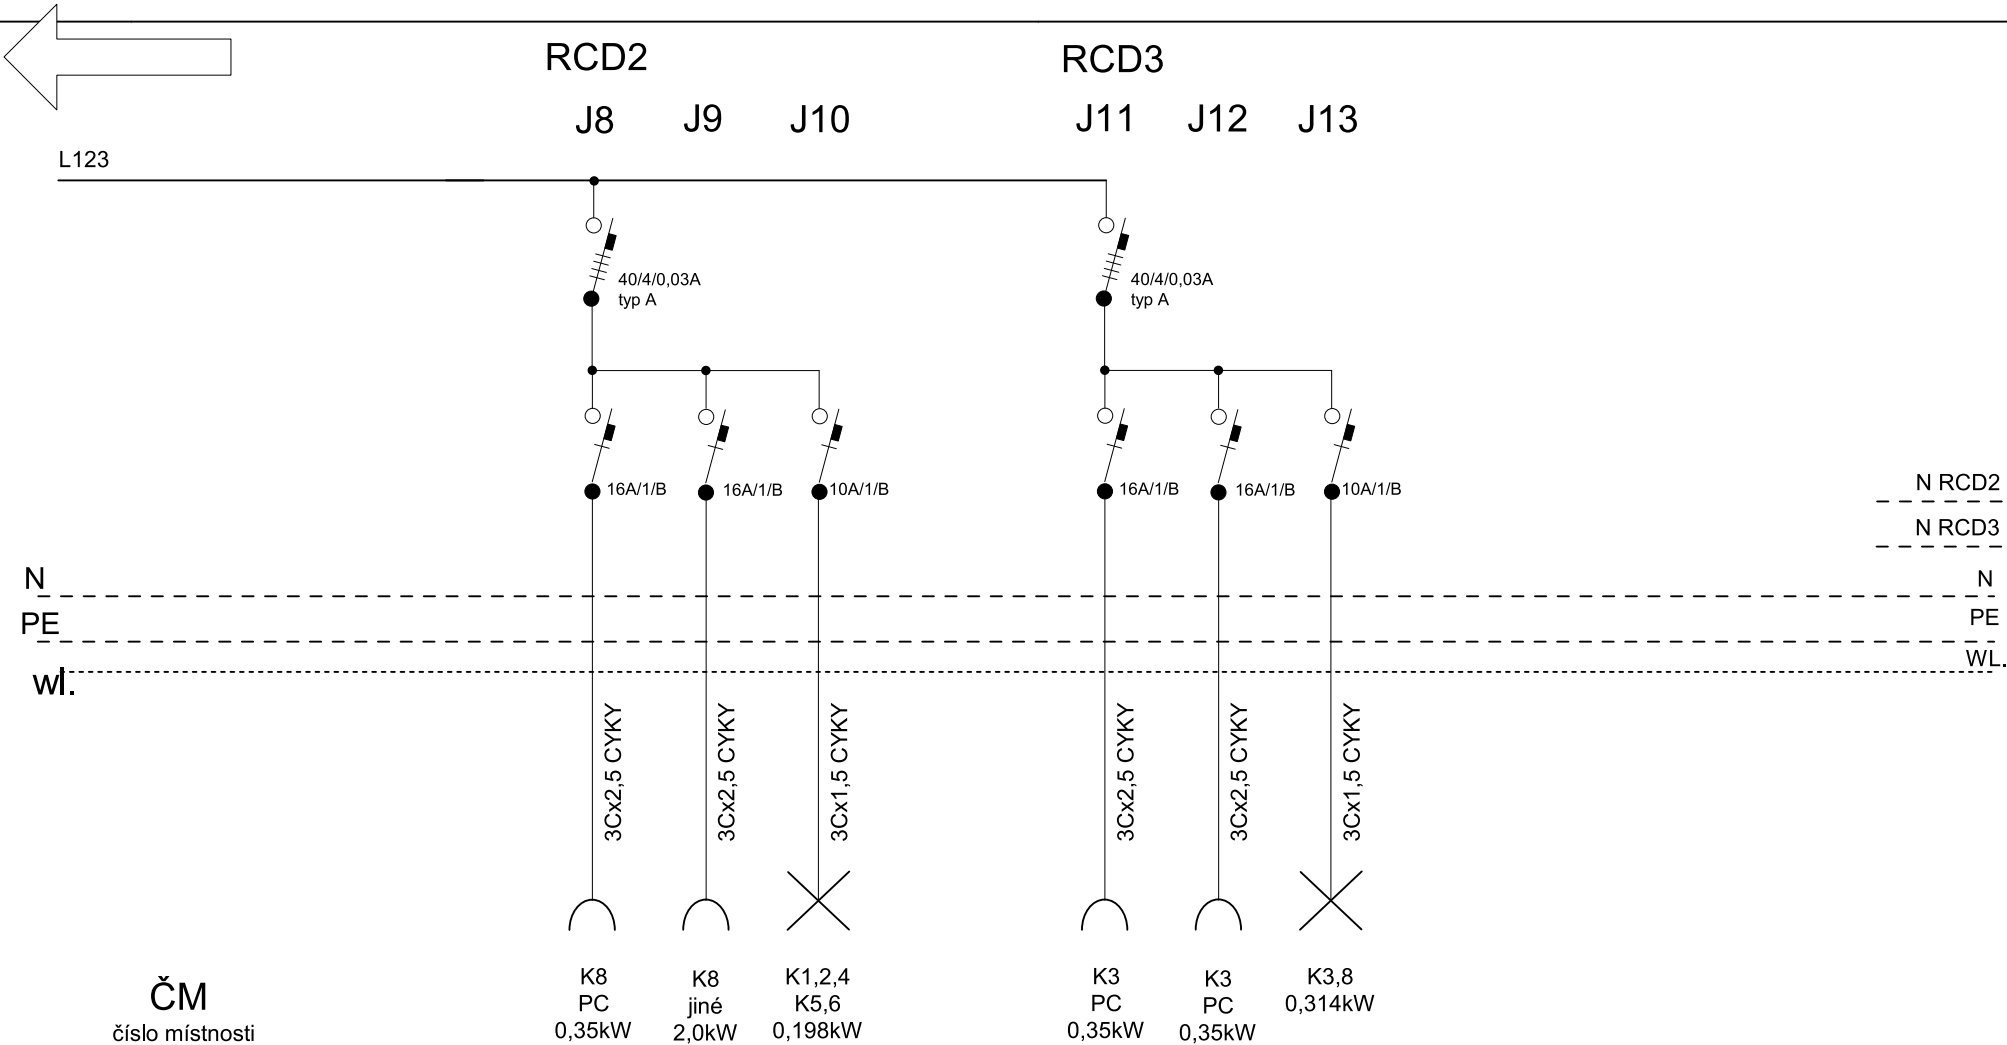 RCD2
RCD3
J8
J9
J10
J11
J12
J13
L123
40/4/0,03A
typ A
40/4/0,03A
typ A
16A/1/B
16A/1/B
10A/1/B
16A/1/B
16A/1/B
10A/1/B
N RCD2
N RCD3
N
N
PE
PE
wl.
WL.
3Cx2,5 CYKY
3Cx2,5 CYKY
3Cx1,5 CYKY
3Cx2,5 CYKY
3Cx2,5 CYKY
3Cx1,5 CYKY
ČM
číslo místnosti
K8
PC
0,35kW
K8
jiné
2,0kW
K1,2,4
K5,6
0,198kW
K3
PC
0,35kW
K3
PC
0,35kW
K3,8
0,314kW